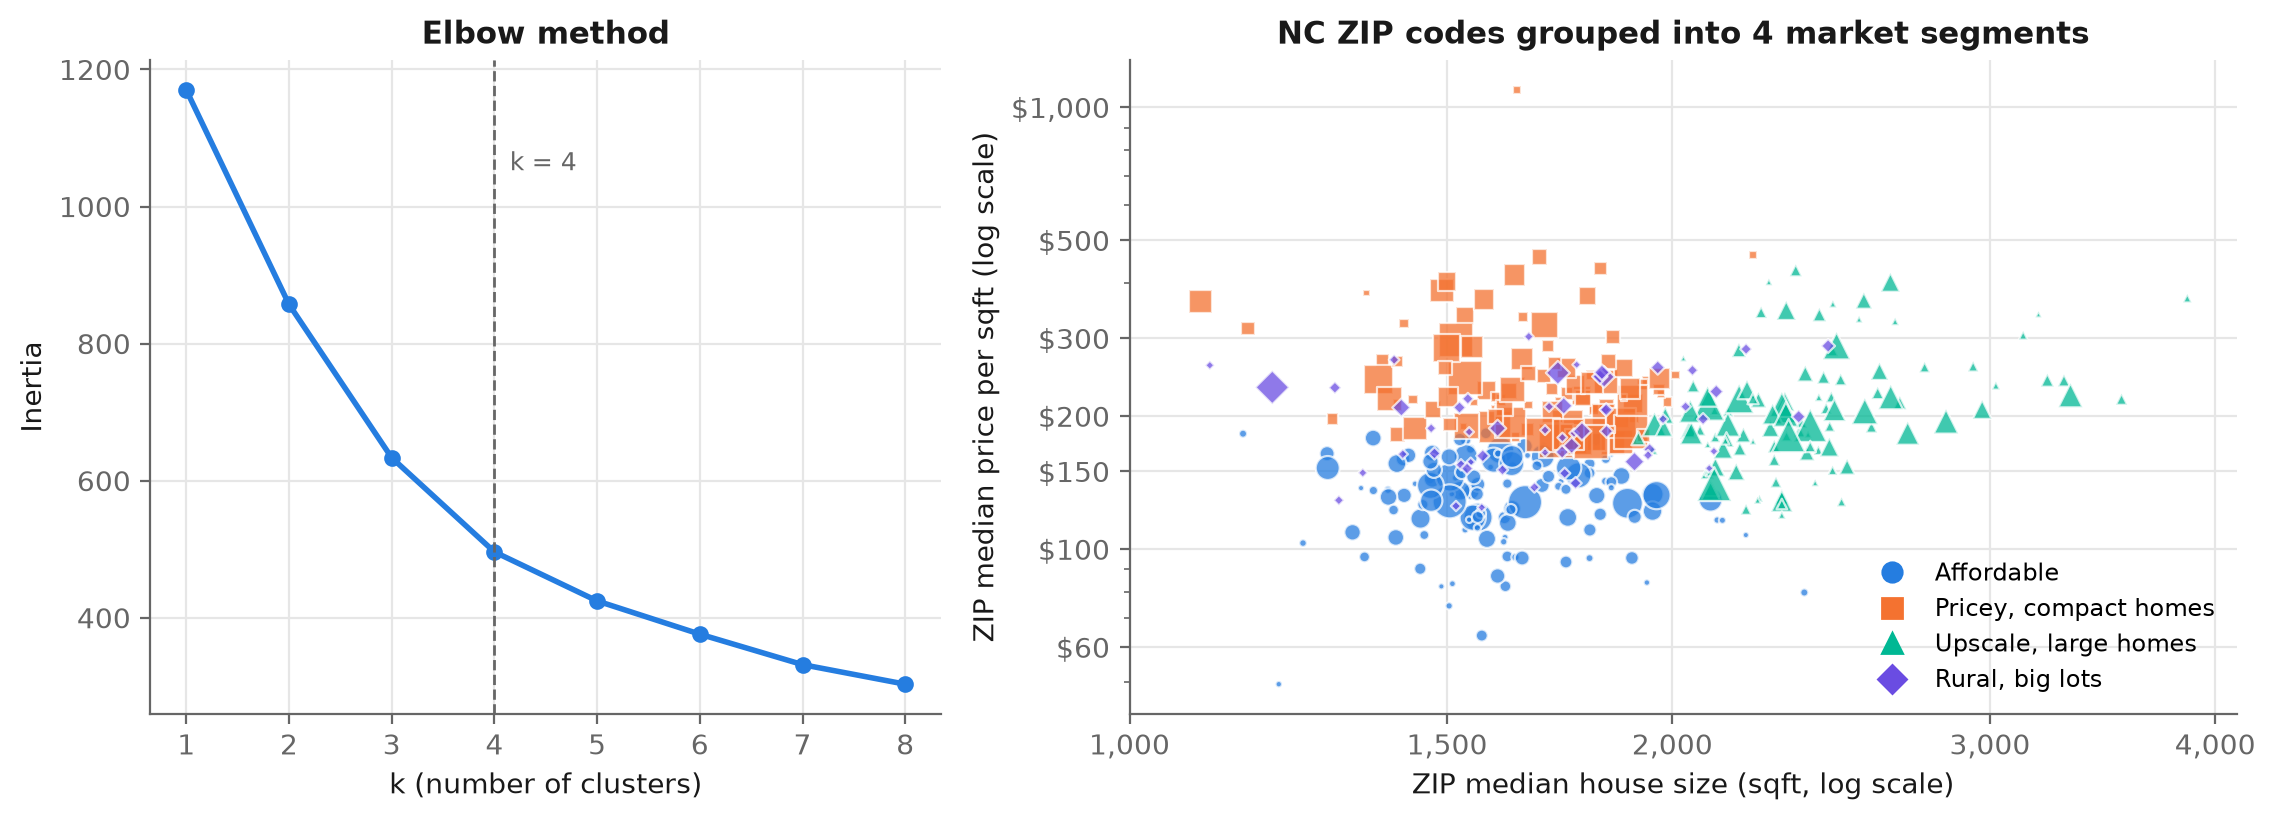 Elbow method
1200
1000
800
600
400
Inertia
k = 4
1 2 3 4 5 6 7 8
k (number of clusters)
NC ZIP codes grouped into 4 market segments
$1,000
$500
$300
$200
$150
$100
$60
ZIP median price per sqft (log scale)
Affordable
Pricey, compact homes
Upscale, large homes
Rural, big lots
1,000 1,500 2,000 3,000 4,000
ZIP median house size (sqft, log scale)